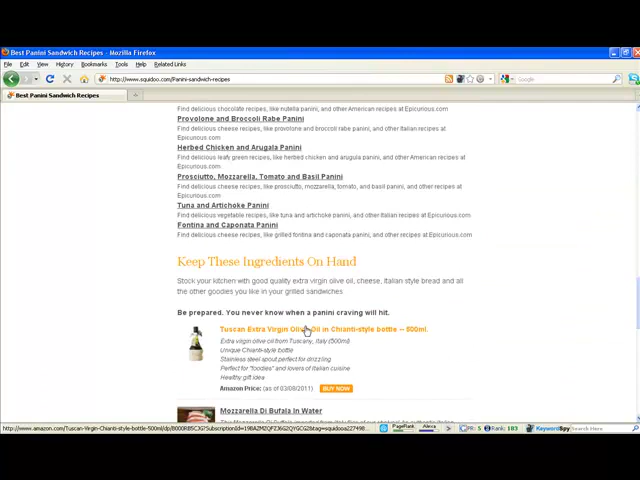 Best Panini Sandwich Recipes - Mozilla Firefox
File Edit View History Bookmarks Tools Help Related Links
http://www.squidoo.com/Panini-sandwich-recipes
Google
Best Panini Sandwich Recipes
Find delicious chocolate recipes, like nutella panini, and other American recipes at Epicurious.com
Provolone and Broccoli Rabe Panini
Find delicious cheese recipes, like provolone and broccoli rabe panini, and other Italian recipes at
Epicurious.com
Herbed Chicken and Arugula Panini
Find delicious leafy green recipes, like herbed chicken and arugula panini, and other American recipes at
Epicurious.com
Prosciutto, Mozzarella, Tomato and Basil Panini
Find delicious cheese recipes, like prosciutto, mozzarella, tomato, and basil panini, and other Italian recipes at
Epicurious.com
Tuna and Artichoke Panini
Find delicious vegetable recipes, like tuna and artichoke panini, and other Italian recipes at Epicurious.com
Fontina and Caponata Panini
Find delicious cheese recipes, like grilled fontina and caponata panini, and other Italian recipes at Epicurious.com
Keep These Ingredients On Hand
Stock your kitchen with good quality extra virgin olive oil, cheese, Italian style bread and all
the other goodies you like in your grilled sandwiches
Be prepared. You never know when a panini craving will hit.
Tuscan Extra Virgin Olive Oil in Chianti-style bottle -- 500ml.
Extra virgin olive oil from Tuscany, Italy (500ml)
Unique Chianti-style bottle
Stainless steel spout perfect for drizzling
Perfect for "foodies" and lovers of Italian cuisine
Healthy gift idea
Amazon Price: (as of 03/08/2011) BUY NOW
Mozzarella Di Bufala In Water
PageRank Alexa PR: 5 Rank: 103 KeywordSpy Search Here